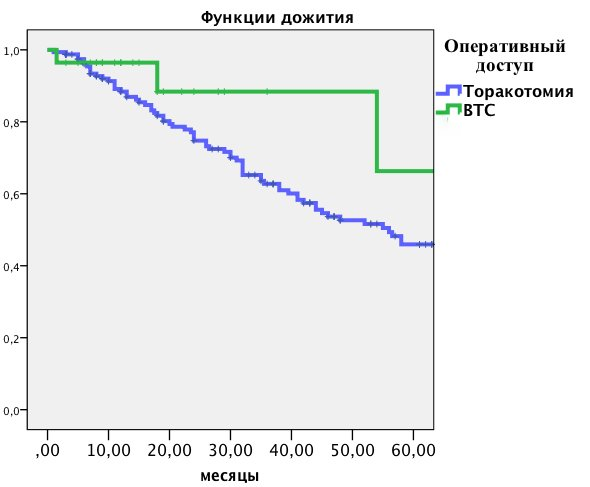 Функции дожития
Оперативный
доступ
Торакотомия
ВТС
1,0
0,8
0,6
0,4
0,2
0,0
,00 10,00 20,00 30,00 40,00 50,00 60,00
месяцы